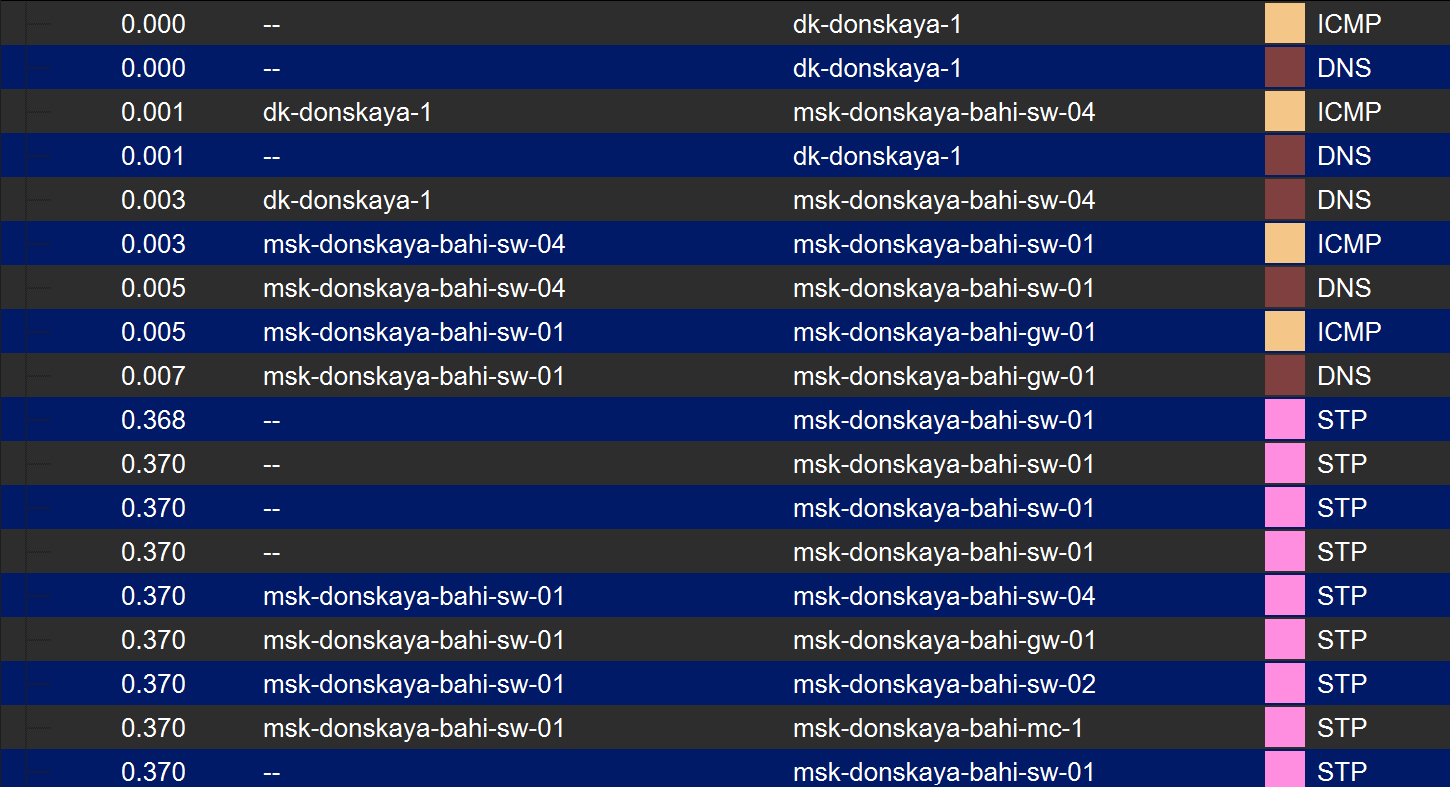 0.000 -- dk-donskaya-1 ICMP
0.000 -- dk-donskaya-1 DNS
0.001 dk-donskaya-1 msk-donskaya-bahi-sw-04 ICMP
0.001 -- dk-donskaya-1 DNS
0.003 dk-donskaya-1 msk-donskaya-bahi-sw-04 DNS
0.003 msk-donskaya-bahi-sw-04 msk-donskaya-bahi-sw-01 ICMP
0.005 msk-donskaya-bahi-sw-04 msk-donskaya-bahi-sw-01 DNS
0.005 msk-donskaya-bahi-sw-01 msk-donskaya-bahi-gw-01 ICMP
0.007 msk-donskaya-bahi-sw-01 msk-donskaya-bahi-gw-01 DNS
0.368 -- msk-donskaya-bahi-sw-01 STP
0.370 -- msk-donskaya-bahi-sw-01 STP
0.370 -- msk-donskaya-bahi-sw-01 STP
0.370 -- msk-donskaya-bahi-sw-01 STP
0.370 msk-donskaya-bahi-sw-01 msk-donskaya-bahi-sw-04 STP
0.370 msk-donskaya-bahi-sw-01 msk-donskaya-bahi-gw-01 STP
0.370 msk-donskaya-bahi-sw-01 msk-donskaya-bahi-sw-02 STP
0.370 msk-donskaya-bahi-sw-01 msk-donskaya-bahi-mc-1 STP
0.370 -- msk-donskaya-bahi-sw-01 STP